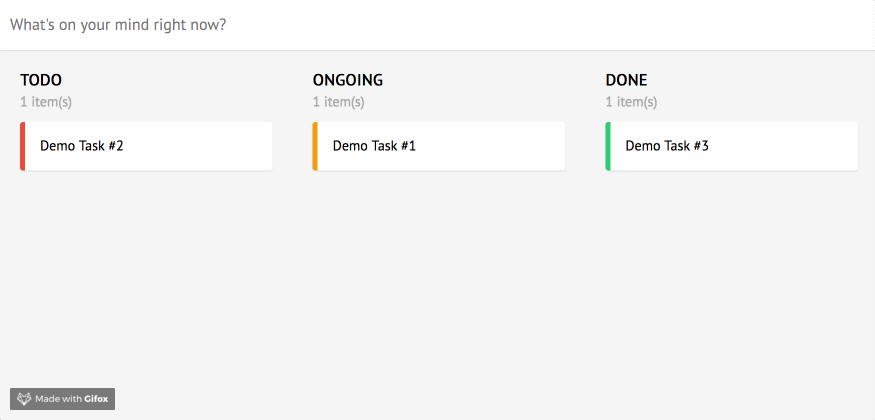 What's on your mind right now?
TODO
1 item(s)
Demo Task #2
ONGOING
1 item(s)
Demo Task #1
DONE
1 item(s)
Demo Task #3
Made with Gifox